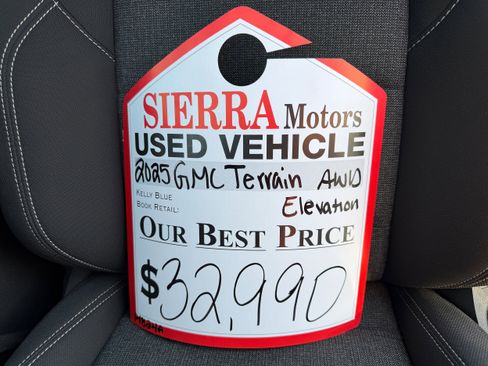 SIERRA Motors
USED VEHICLE
2025 GMC Terrain AWD
KELLY BLUE
BOOK RETAIL:
Elevation
OUR BEST PRICE
$32,990